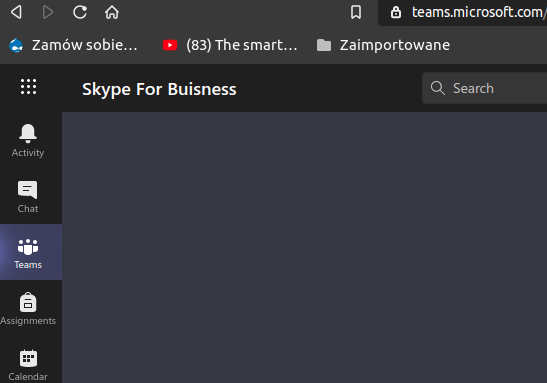 teams.microsoft.com/
Zamów sobie...
(83) The smart...
Zaimportowane
Skype For Buisness
Search
Activity
Chat
Teams
Assignments
Calendar